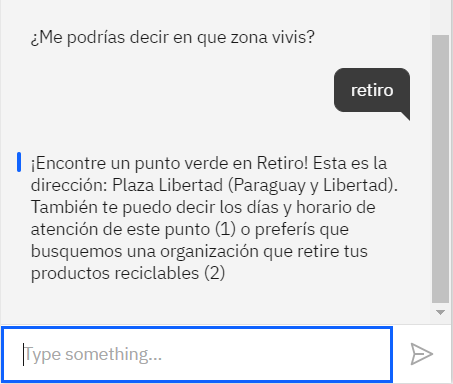 ¿Me podrías decir en que zona vivis?
retiro
¡Encontre un punto verde en Retiro! Esta es la
dirección: Plaza Libertad (Paraguay y Libertad).
También te puedo decir los días y horario de
atención de este punto (1) o preferís que
busquemos una organización que retire tus
productos reciclables (2)
Type something...